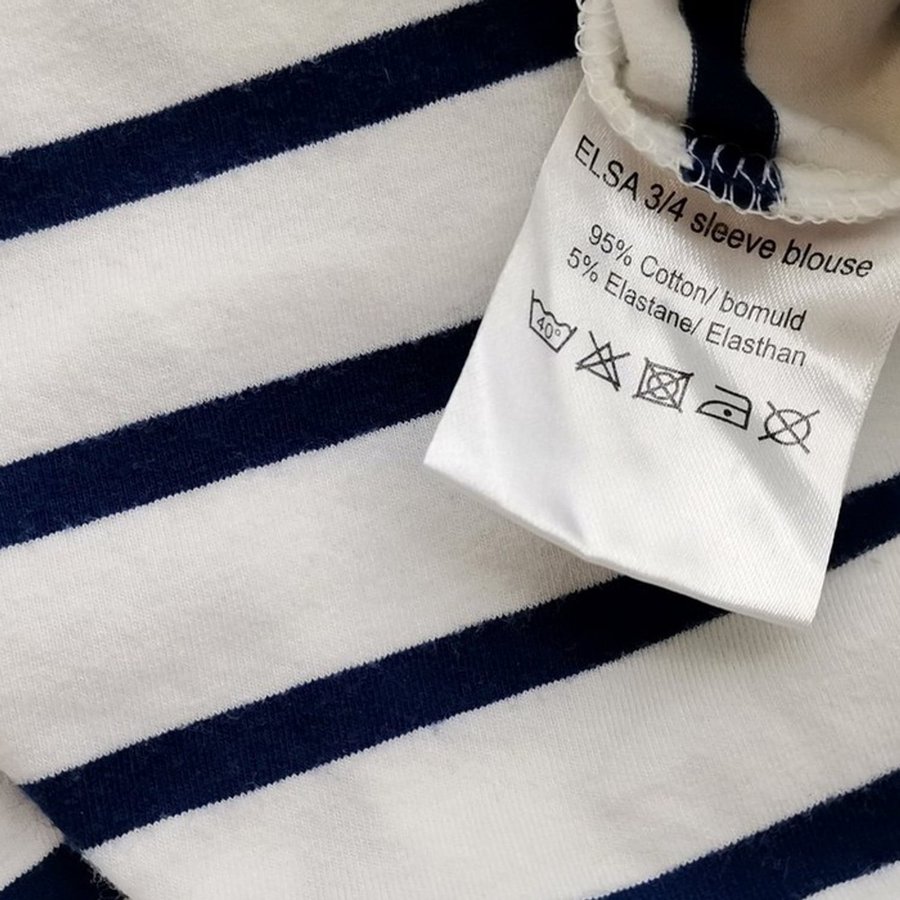 ELSA 3/4 sleeve blouse
95% Cotton/ bomuld
5% Elastane/ Elasthan
40°